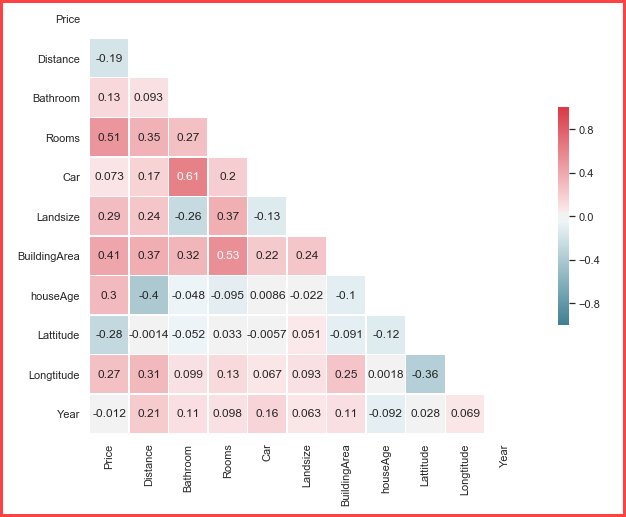 Price
Distance -0.19
Bathroom 0.13 0.093
0.8
Rooms 0.51 0.35 0.27
Car 0.073 0.17 0.61 0.2
0.4
Landsize 0.29 0.24 -0.26 0.37 -0.13
0.0
BuildingArea 0.41 0.37 0.32 0.53 0.22 0.24
-0.4
houseAge 0.3 -0.4 -0.048 -0.095 0.0086 -0.022 -0.1
-0.8
Lattitude -0.28 -0.0014 -0.052 0.033 -0.0057 0.051 -0.091 -0.12
Longtitude 0.27 0.31 0.099 0.13 0.067 0.093 0.25 0.0018 -0.36
Year -0.012 0.21 0.11 0.098 0.16 0.063 0.11 -0.092 0.028 0.069
Price Distance Bathroom Rooms Car Landsize BuildingArea houseAge Lattitude Longtitude Year